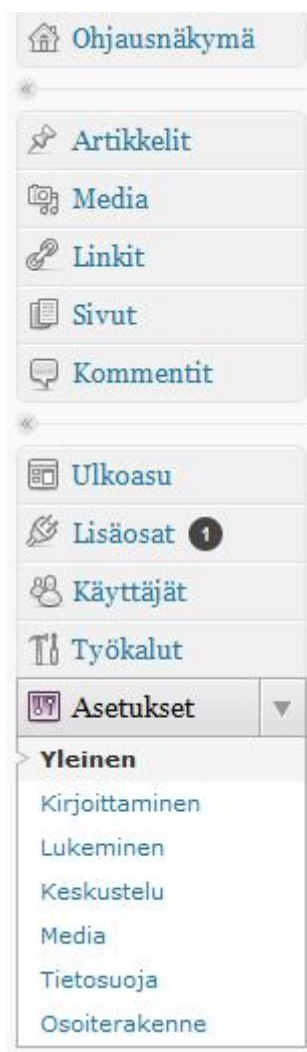 Ohjausnäkymä
Artikkelit
Media
Linkit
Sivut
Kommentit
Ulkoasu
Lisäosat 1
Käyttäjät
Työkalut
Asetukset
Yleinen
Kirjoittaminen
Lukeminen
Keskustelu
Media
Tietosuoja
Osoiterakenne